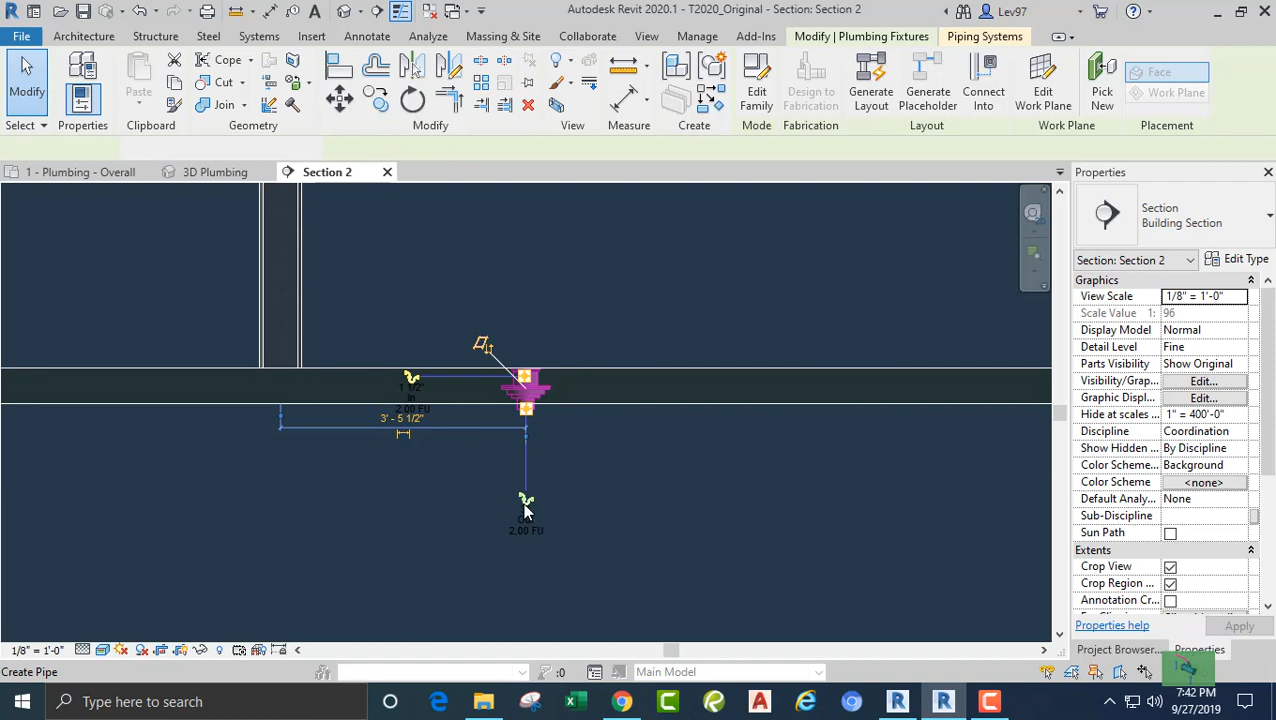 Autodesk Revit 2020.1 - T2020_Original - Section: Section 2
Lev97
File
Architecture
Structure
Steel
Systems
Insert
Annotate
Analyze
Massing & Site
Collaborate
View
Manage
Add-Ins
Modify | Plumbing Fixtures
Piping Systems
Modify
Paste
Cope
Cut
Join
Edit
Family
Design to
Fabrication
Generate
Layout
Generate
Placeholder
Connect
Into
Edit
Work Plane
Pick
New
Face
Work Plane
Select
Properties
Clipboard
Geometry
Modify
View
Measure
Create
Mode
Fabrication
Layout
Work Plane
Placement
1 - Plumbing - Overall
3D Plumbing
Section 2
Properties
Section
Building Section
Section: Section 2
Edit Type
Graphics
View Scale
1/8" = 1'-0"
Scale Value 1:
96
Display Model
Normal
Detail Level
Fine
Parts Visibility
Show Original
Visibility/Grap...
Edit...
Graphic Displ...
Edit...
Hide at scales ...
1" = 400'-0"
Discipline
Coordination
Show Hidden ...
By Discipline
Color Scheme...
Background
Color Scheme
<none>
Default Analy...
None
Sub-Discipline
Sun Path
Extents
Crop View
Crop Region ...
Annotation Cr...
Properties help
Apply
Project Browser...
Properties
1 1/2"
In
2.00 FU
3' - 5 1/2"
2.00 FU
1/8" = 1'-0"
Create Pipe
:0
Main Model
Type here to search
7:42 PM
9/27/2019